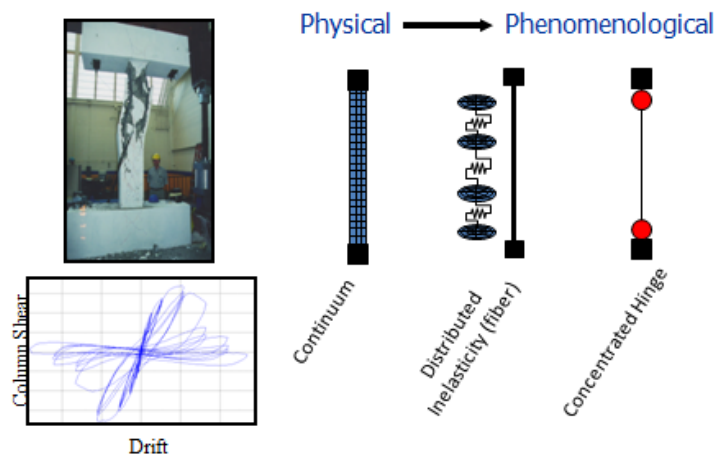 Physical
Phenomenological
Column Shear
Drift
Continuum
Distributed
Inelasticity (fiber)
Concentrated Hinge